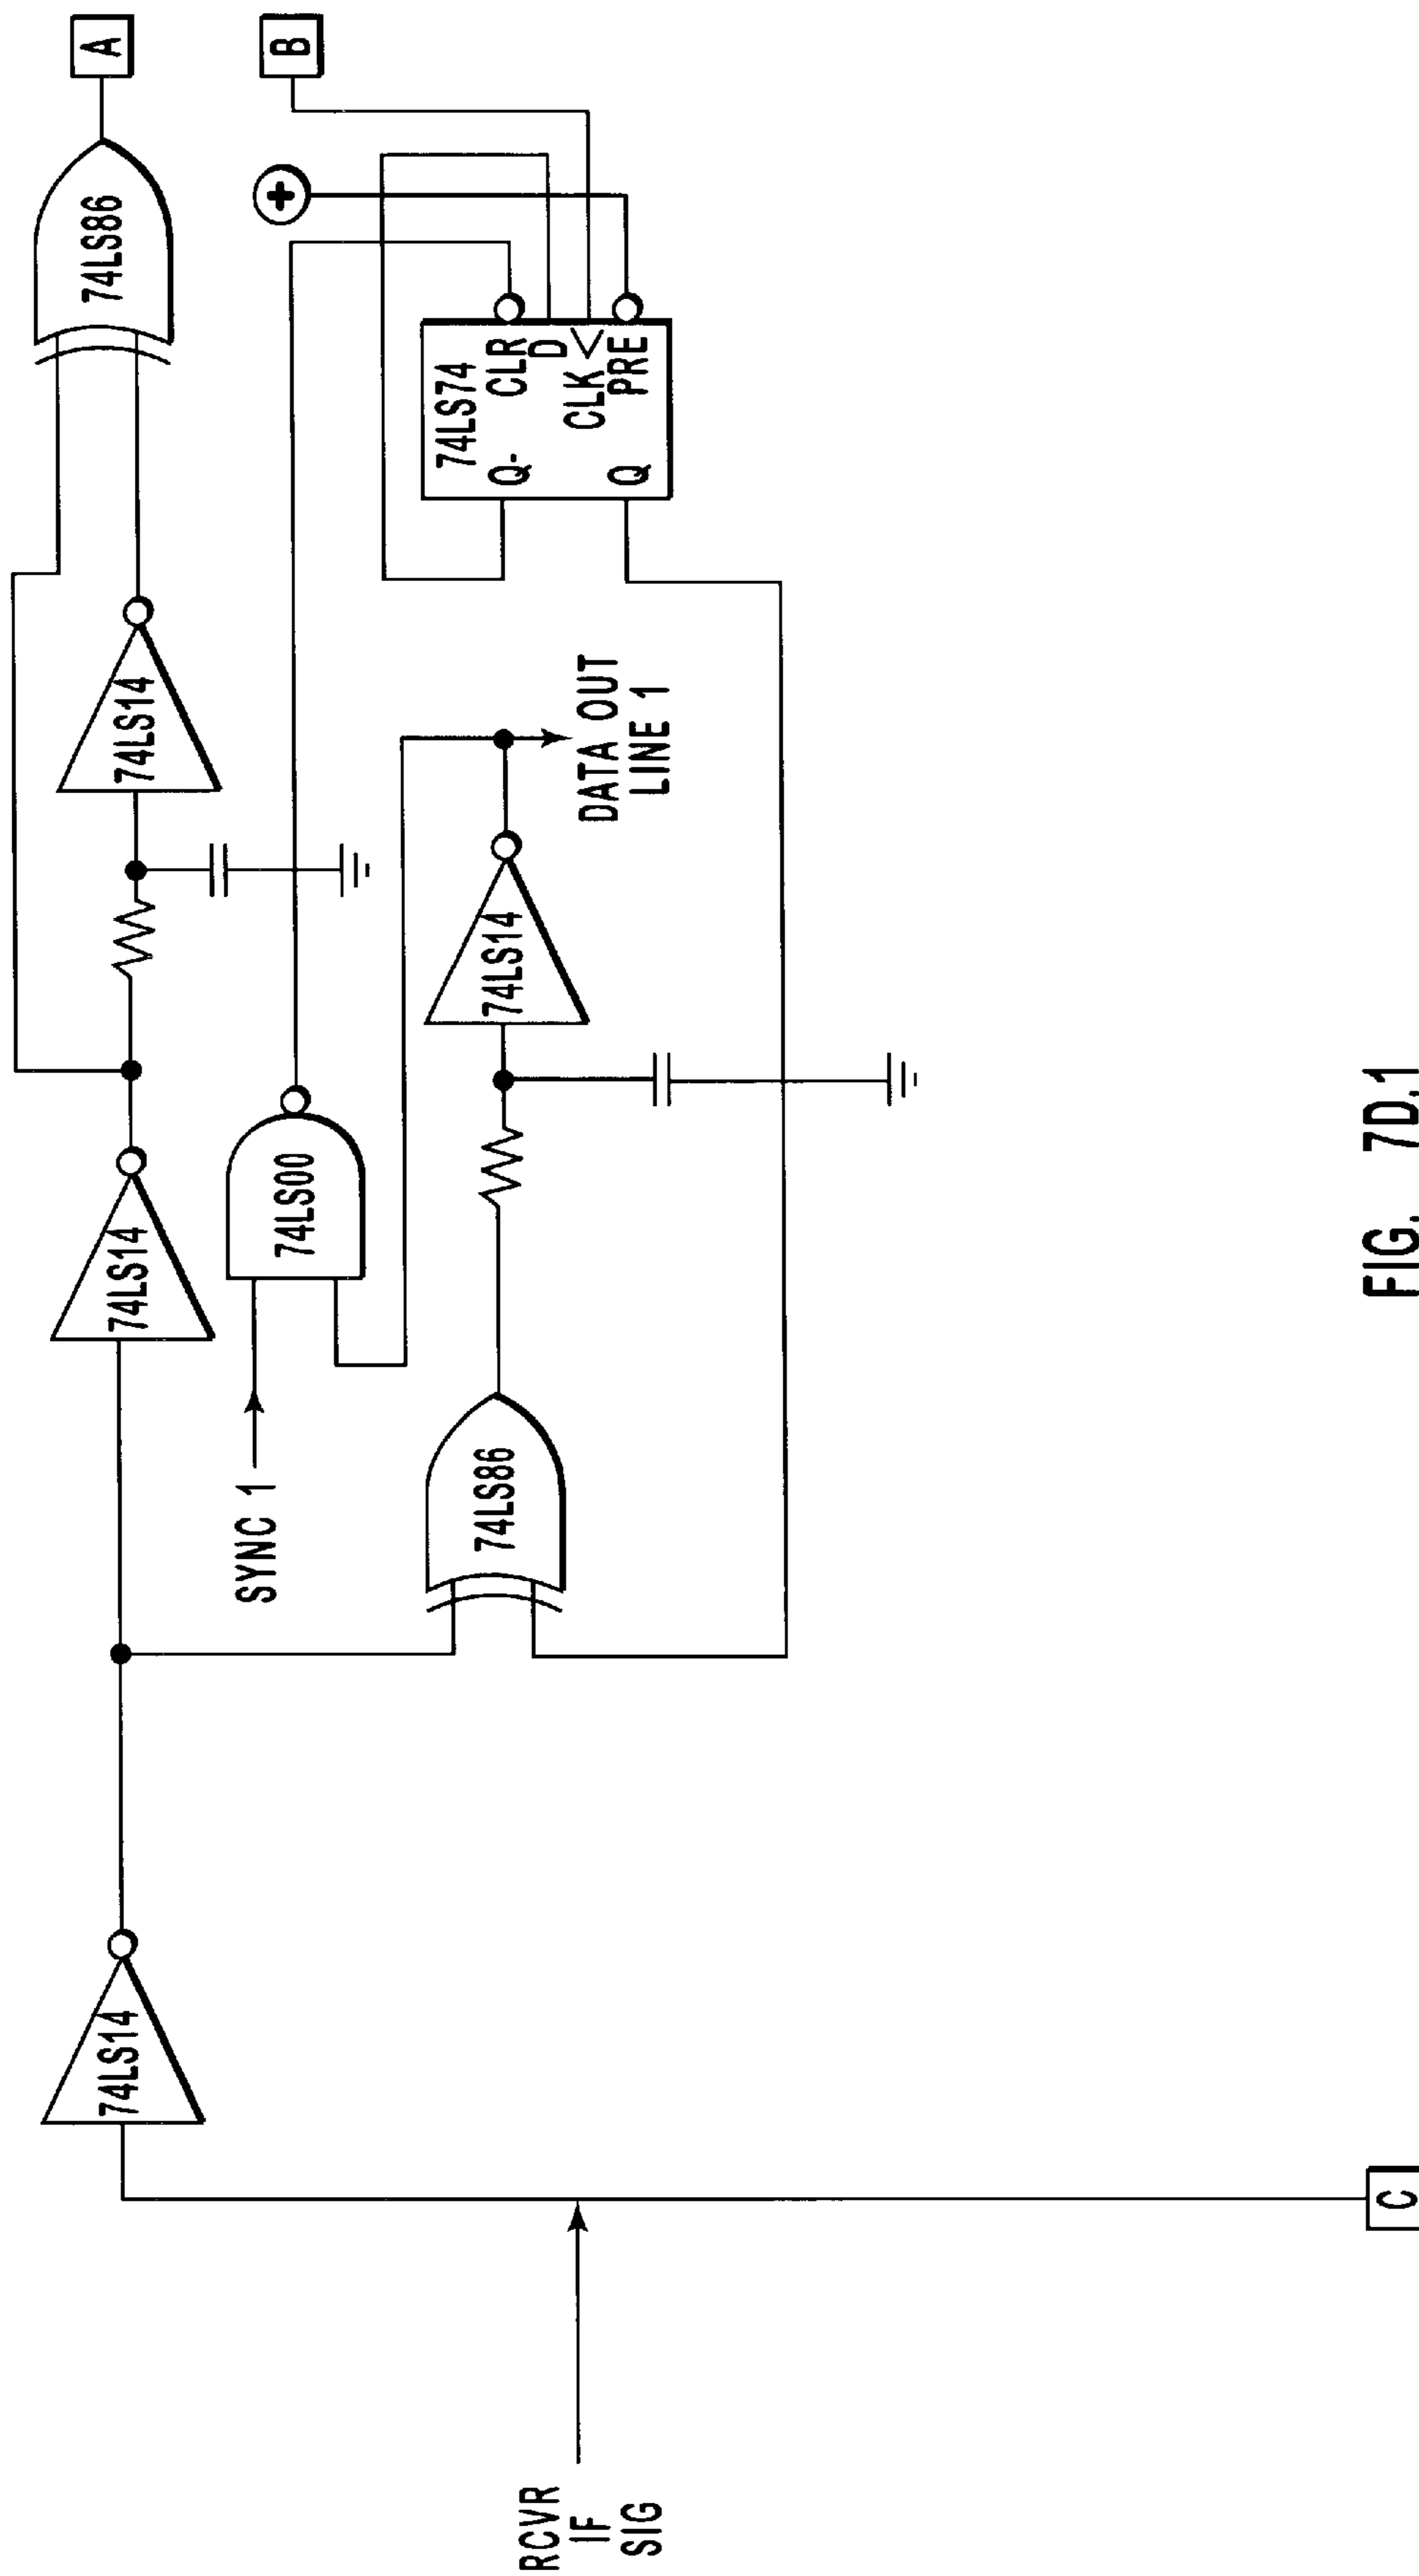 A
B
74LS86
74LS14
74LS14
74LS14
SYNC 1
74LS00
74LS86
74LS14
DATA OUT
LINE 1
74LS74
Q-
CLR
D
CLK
Q
PRE
+
RCVR
IF
SIG
C
FIG. 7D.1